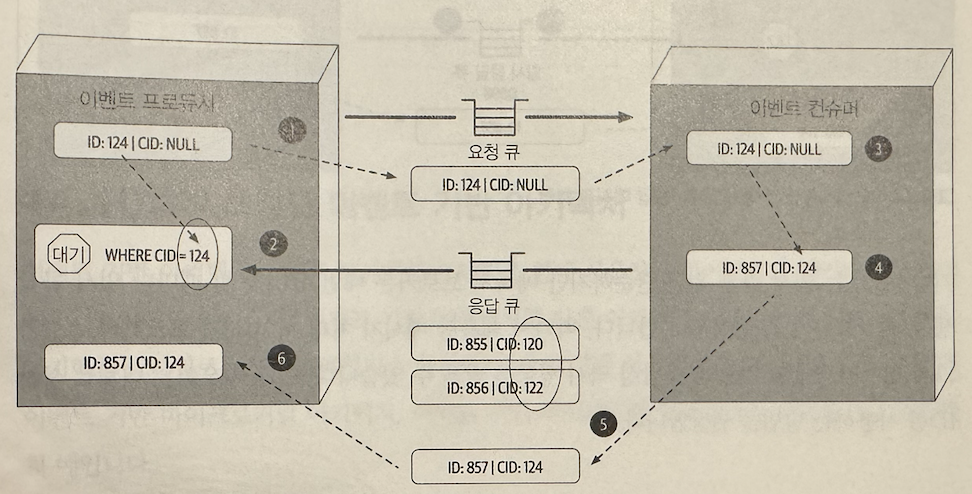 이벤트 프로듀서
이벤트 컨슈머
ID: 124 | CID: NULL
1
요청 큐
ID: 124 | CID: NULL
ID: 124 | CID: NULL
3
대기 WHERE CID = 124
2
응답 큐
ID: 857 | CID: 124
4
ID: 855 | CID: 120
ID: 856 | CID: 122
ID: 857 | CID: 124
6
5
ID: 857 | CID: 124